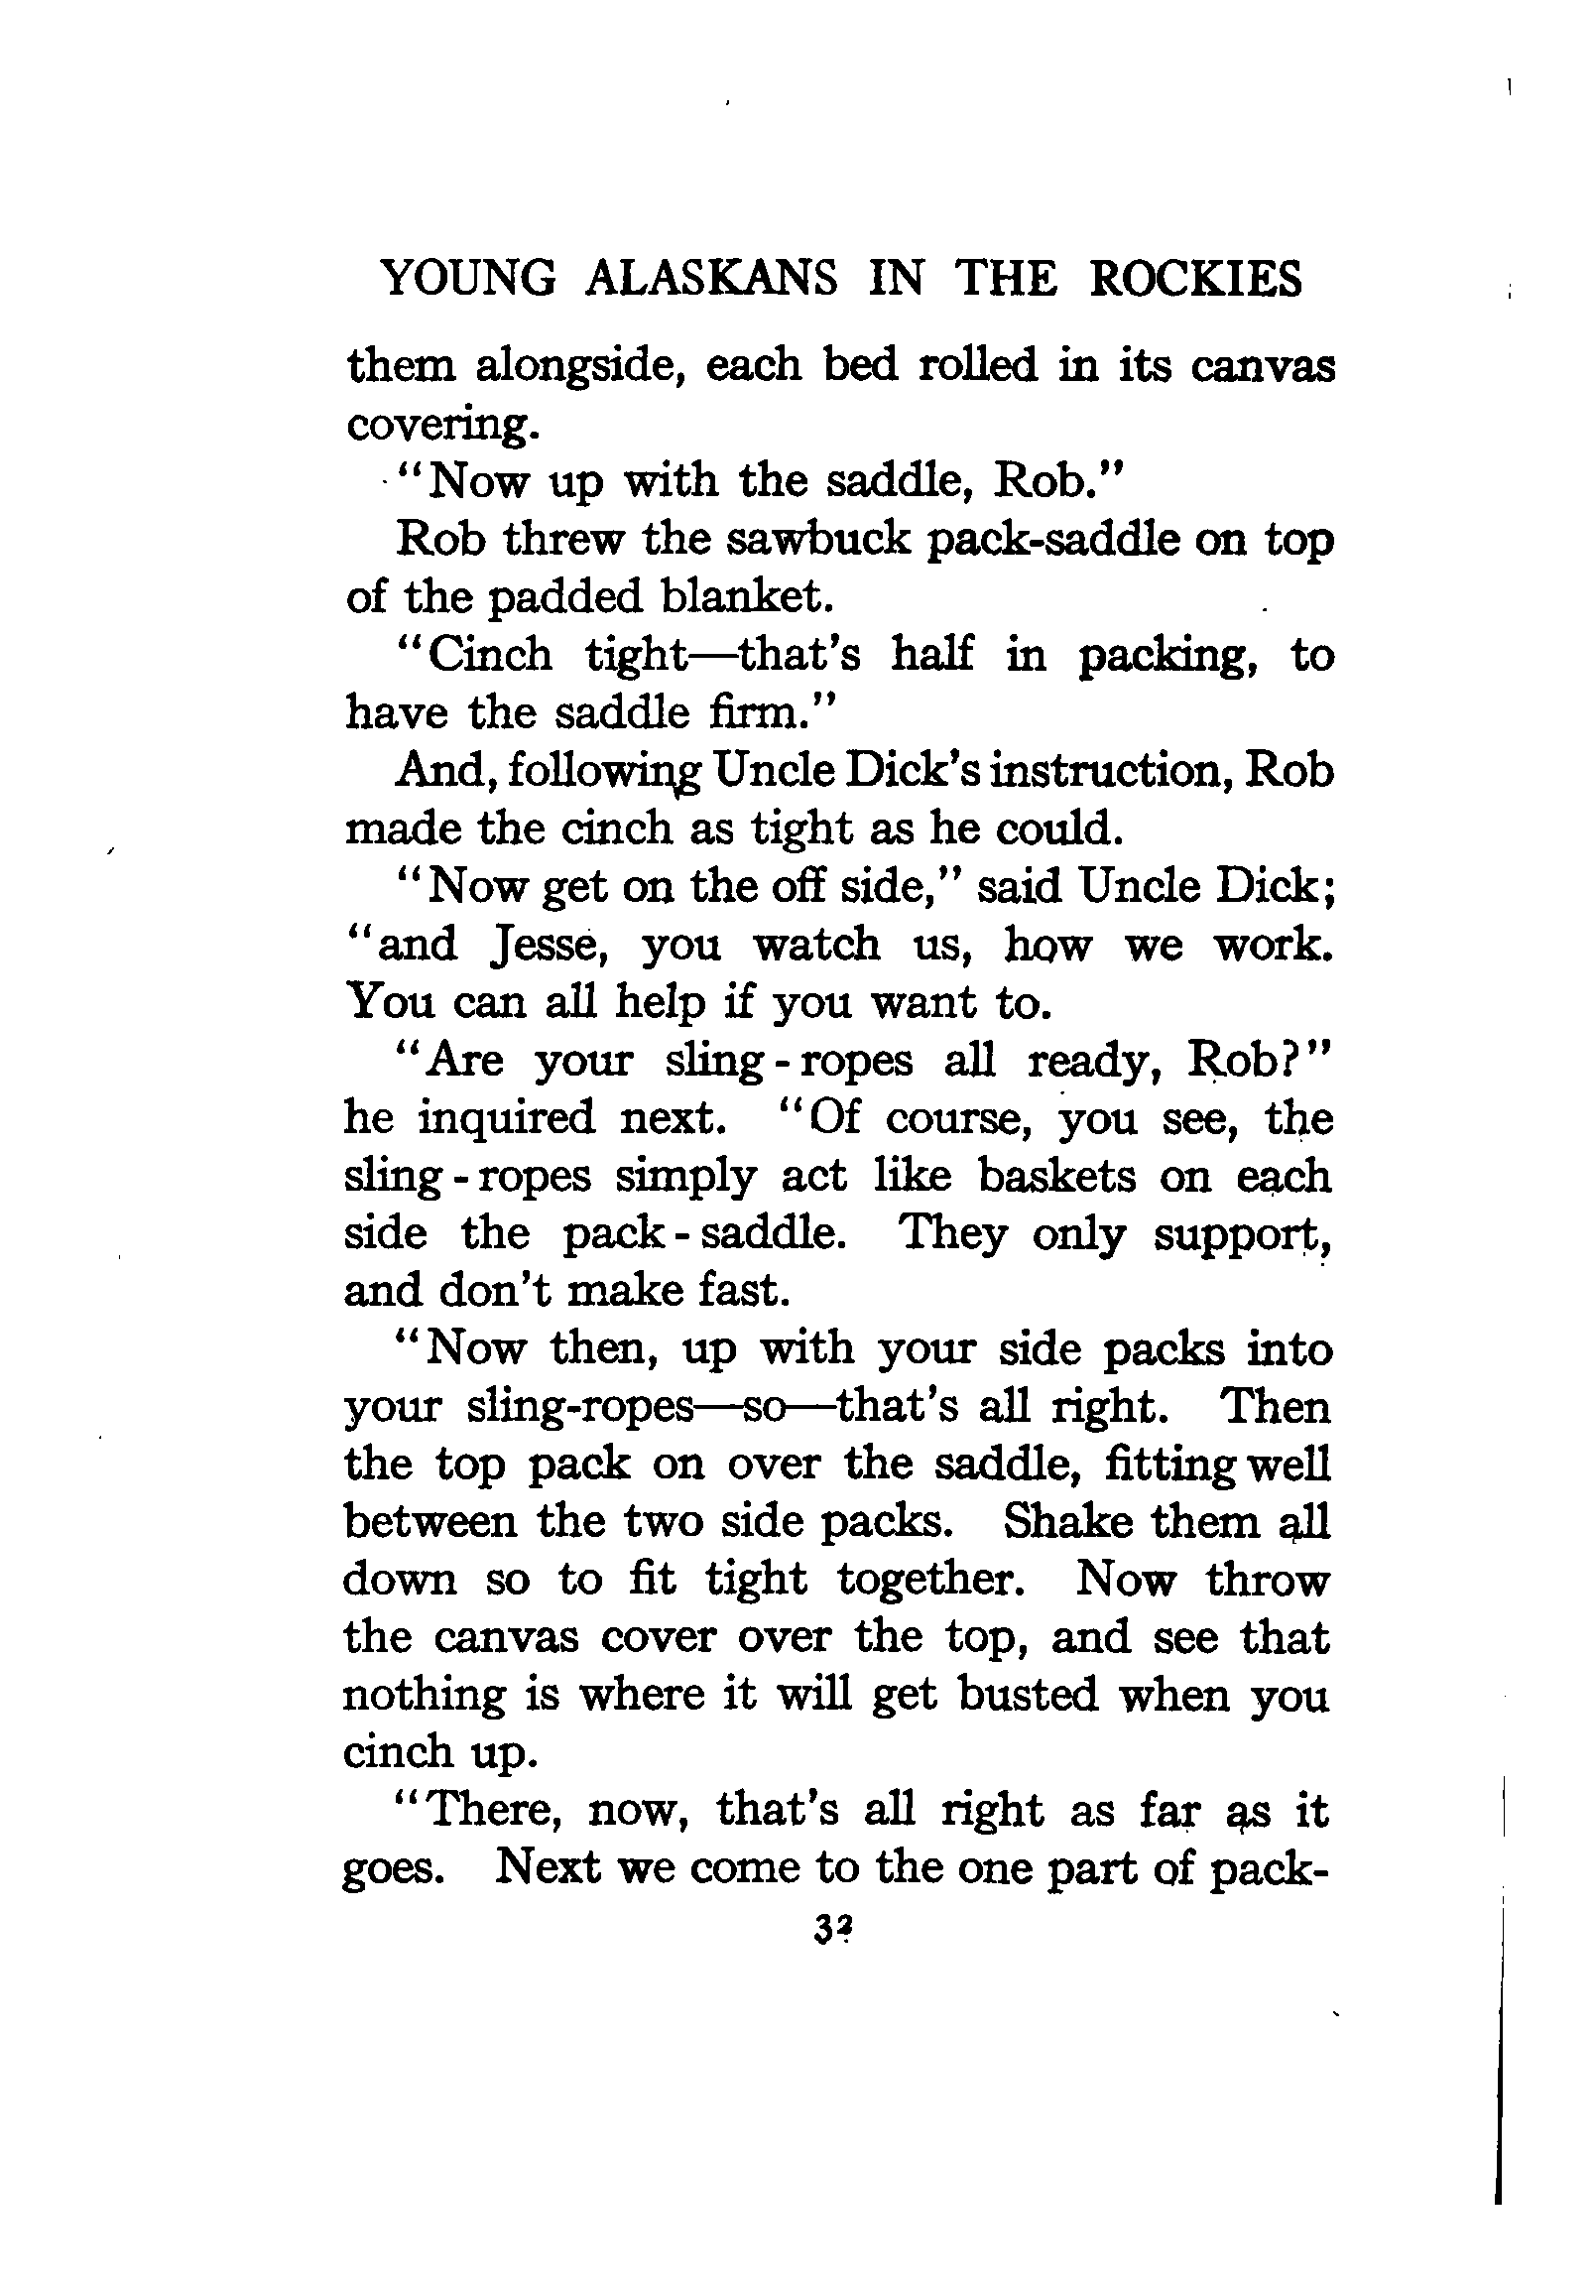 YOUNG ALASKANS IN THE ROCKIES
them alongside, each bed rolled in its canvas
covering.
"Now up with the saddle, Rob."
Rob threw the sawbuck pack-saddle on top
of the padded blanket.
"Cinch tight—that's half in packing, to
have the saddle firm."
And, following Uncle Dick's instruction, Rob
made the cinch as tight as he could.
"Now get on the off side," said Uncle Dick;
"and Jesse, you watch us, how we work.
You can all help if you want to.
"Are your sling-ropes all ready, Rob?"
he inquired next. "Of course, you see, the
sling-ropes simply act like baskets on each
side the pack-saddle. They only support,
and don't make fast.
"Now then, up with your side packs into
your sling-ropes—so—that's all right. Then
the top pack on over the saddle, fitting well
between the two side packs. Shake them all
down so to fit tight together. Now throw
the canvas cover over the top, and see that
nothing is where it will get busted when you
cinch up.
"There, now, that's all right as far as it
goes. Next we come to the one part of pack-
32